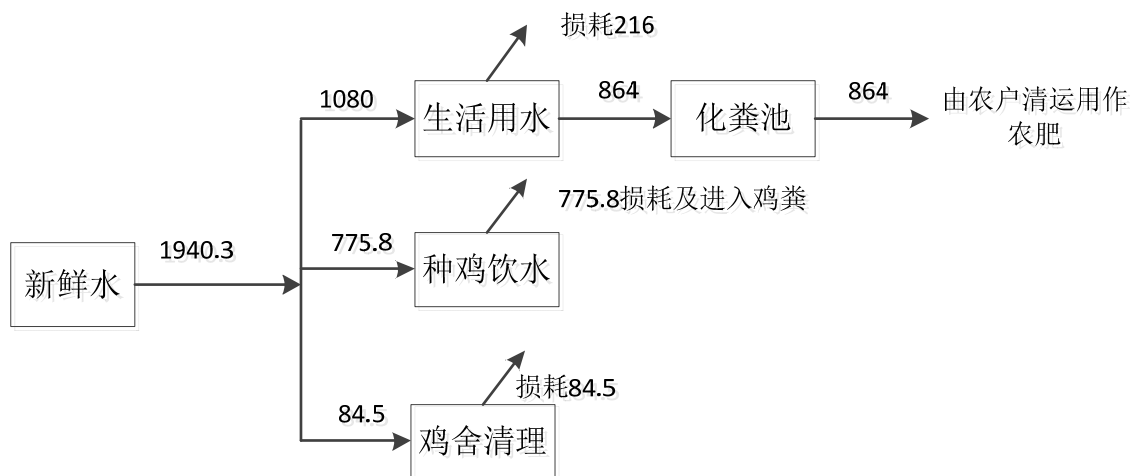 损耗216
1080
生活用水
864
化粪池
864
由农户清运用作
农肥
775.8损耗及进入鸡粪
新鲜水
1940.3
775.8
种鸡饮水
损耗84.5
84.5
鸡舍清理